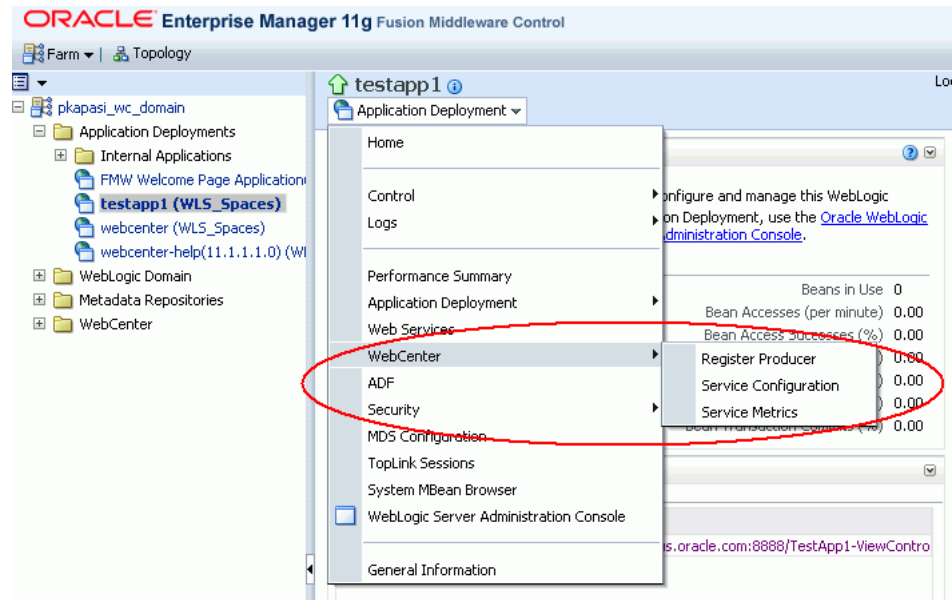 ORACLE Enterprise Manager 11g Fusion Middleware Control
Farm | Topology
testapp1
Application Deployment
pkapasi_wc_domain
Application Deployments
Internal Applications
FMW Welcome Page Application
testapp1 (WLS_Spaces)
webcenter (WLS_Spaces)
webcenter-help(11.1.1.1.0) (Wl
WebLogic Domain
Metadata Repositories
WebCenter
Home
Control
Logs
Performance Summary
Application Deployment
Web Services
WebCenter
ADF
Security
MDS Configuration
TopLink Sessions
System MBean Browser
WebLogic Server Administration Console
General Information
Register Producer
Service Configuration
Service Metrics
onfigure and manage this WebLogic
on Deployment, use the Oracle WebLogic
dministration Console.
Beans in Use 0
Bean Accesses (per minute) 0.00
Bean Access Successes (%) 0.00
) 0.00
) 0.00
) 0.00
Bean Transaction Commits (%) 0.00
us.oracle.com:8888/TestApp1-ViewContro